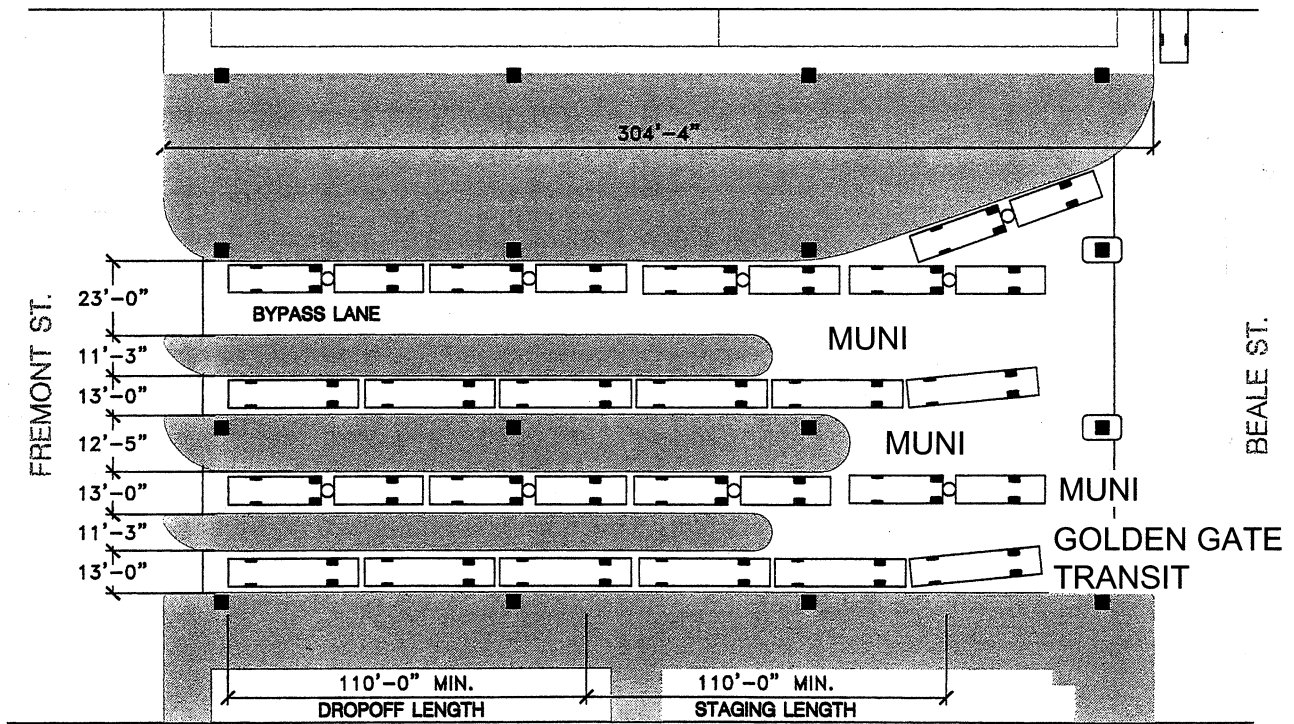 304'-4"
23'-0"
BYPASS LANE
MUNI
11'-3"
13'-0"
FREMONT ST.
BEALE ST.
12'-5"
MUNI
13'-0"
MUNI
11'-3"
GOLDEN GATE
TRANSIT
13'-0"
110'-0" MIN.
110'-0" MIN.
DROPOFF LENGTH
STAGING LENGTH